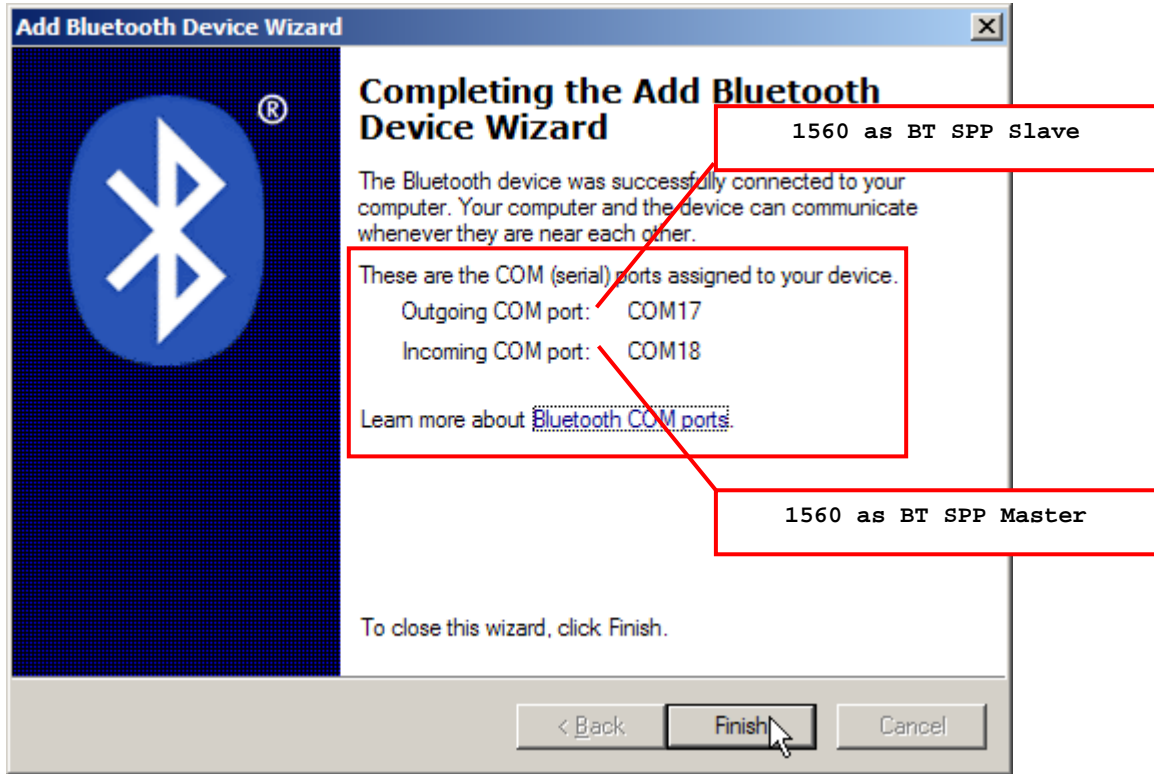 Add Bluetooth Device Wizard
®
Completing the Add Bluetooth
Device Wizard
1560 as BT SPP Slave
The Bluetooth device was successfully connected to your
computer. Your computer and the device can communicate
whenever they are near each other.
These are the COM (serial) ports assigned to your device.
Outgoing COM port: COM17
Incoming COM port: COM18
Learn more about Bluetooth COM ports.
1560 as BT SPP Master
To close this wizard, click Finish.
< Back Finish Cancel